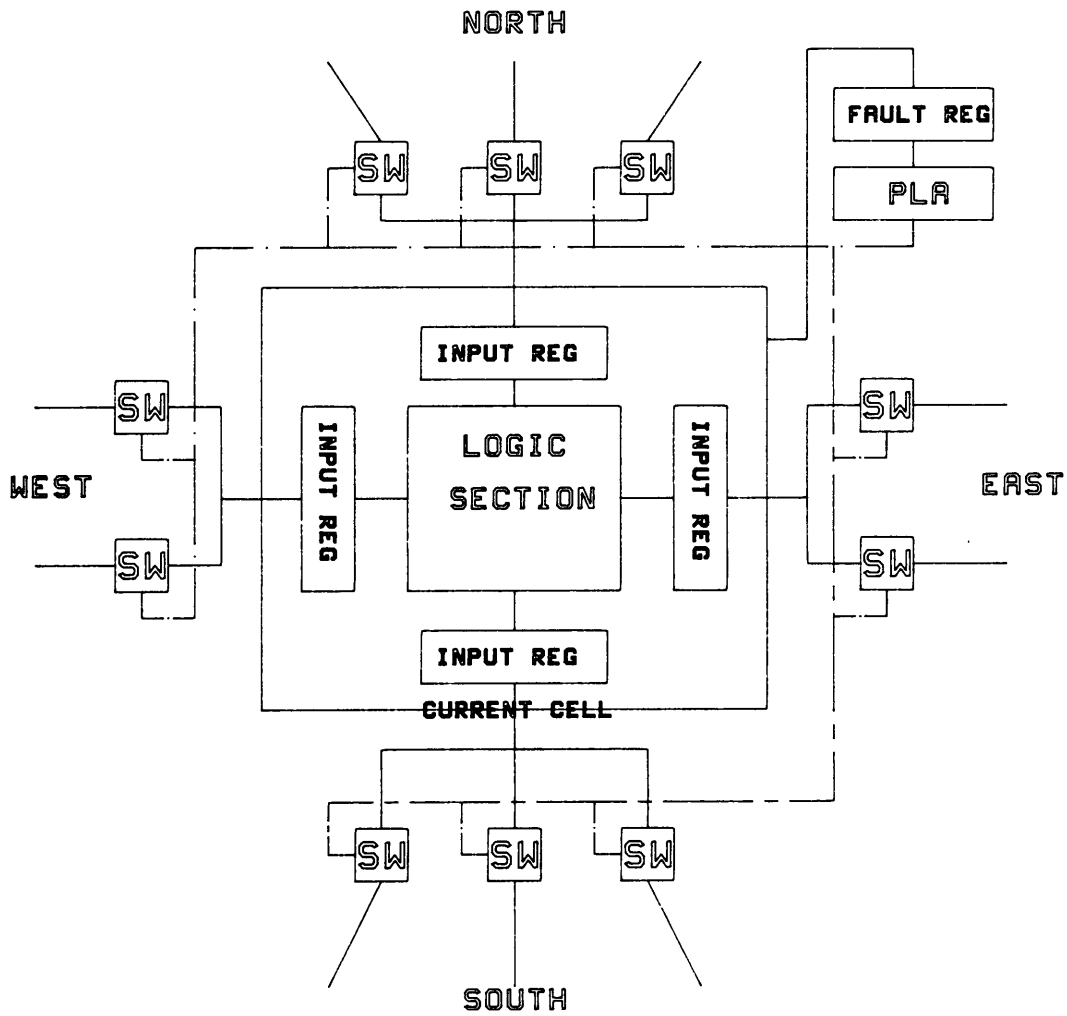 NORTH
FAULT REG
SW SW SW
PLA
INPUT REG
SW
SW
INPUT REG
LOGIC
SECTION
INPUT REG
WEST
EAST
SW
SW
INPUT REG
CURRENT CELL
SW SW SW
SOUTH